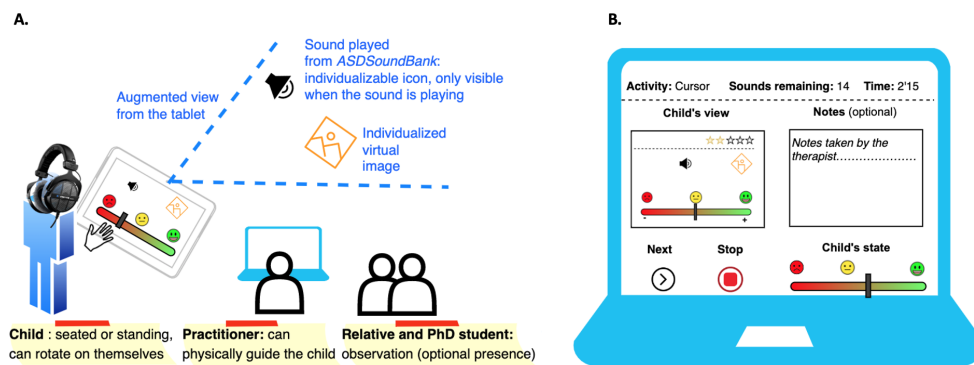 A.
Sound played
from ASDSoundBank:
individualizable icon, only visible
when the sound is playing
Augmented view
from the tablet
Individualized
virtual
image
Child : seated or standing,
can rotate on themselves
Practitioner: can
physically guide the child
Relative and PhD student:
observation (optional presence)
B.
Activity: Cursor Sounds remaining: 14 Time: 2'15
Child's view
Notes (optional)
Notes taken by the
therapist......................
- +
Next Stop
Child's state